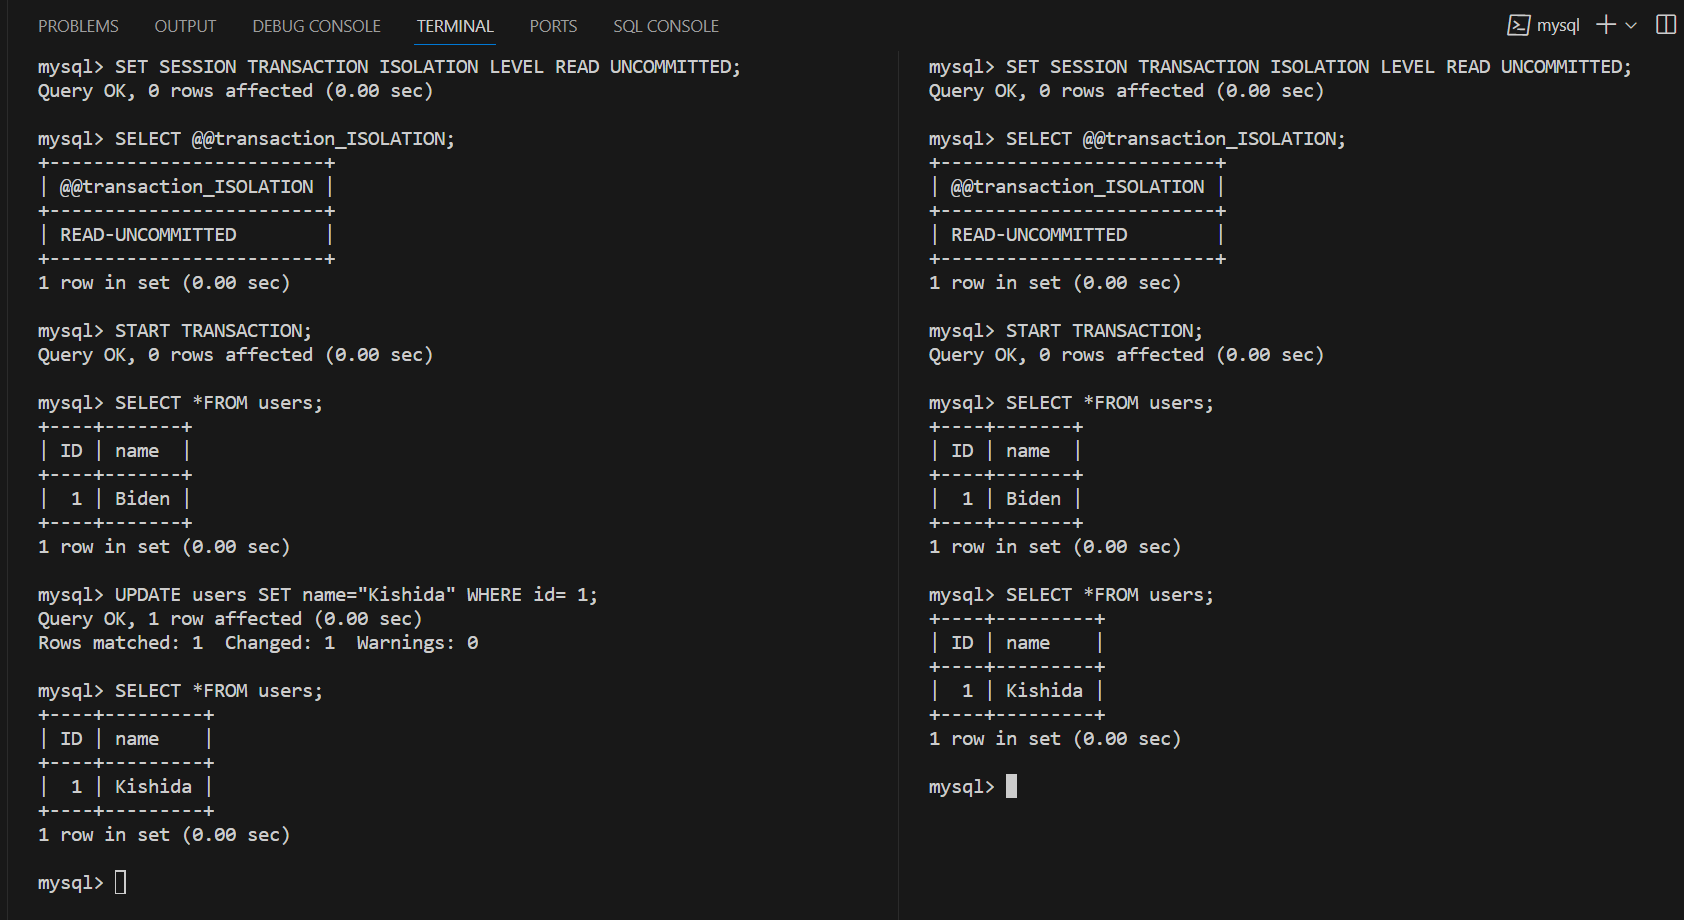 PROBLEMS OUTPUT DEBUG CONSOLE TERMINAL PORTS SQL CONSOLE mysql
mysql> SET SESSION TRANSACTION ISOLATION LEVEL READ UNCOMMITTED;
Query OK, 0 rows affected (0.00 sec)
mysql> SELECT @@transaction_ISOLATION;
+-------------------------+
| @@transaction_ISOLATION |
+-------------------------+
| READ-UNCOMMITTED        |
+-------------------------+
1 row in set (0.00 sec)
mysql> START TRANSACTION;
Query OK, 0 rows affected (0.00 sec)
mysql> SELECT *FROM users;
+----+-------+
| ID | name  |
+----+-------+
|  1 | Biden |
+----+-------+
1 row in set (0.00 sec)
mysql> UPDATE users SET name="Kishida" WHERE id= 1;
Query OK, 1 row affected (0.00 sec)
Rows matched: 1  Changed: 1  Warnings: 0
mysql> SELECT *FROM users;
+----+---------+
| ID | name    |
+----+---------+
|  1 | Kishida |
+----+---------+
1 row in set (0.00 sec)
mysql>
mysql> SET SESSION TRANSACTION ISOLATION LEVEL READ UNCOMMITTED;
Query OK, 0 rows affected (0.00 sec)
mysql> SELECT @@transaction_ISOLATION;
+-------------------------+
| @@transaction_ISOLATION |
+-------------------------+
| READ-UNCOMMITTED        |
+-------------------------+
1 row in set (0.00 sec)
mysql> START TRANSACTION;
Query OK, 0 rows affected (0.00 sec)
mysql> SELECT *FROM users;
+----+-------+
| ID | name  |
+----+-------+
|  1 | Biden |
+----+-------+
1 row in set (0.00 sec)
mysql> SELECT *FROM users;
+----+---------+
| ID | name    |
+----+---------+
|  1 | Kishida |
+----+---------+
1 row in set (0.00 sec)
mysql>